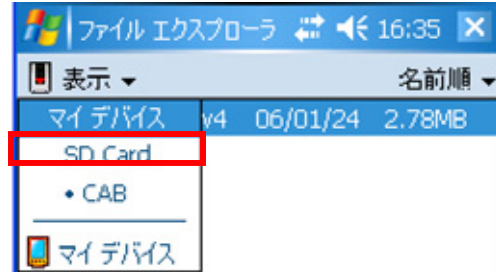 ファイル エクスプローラ 16:35
表示 名前順
マイ デバイス v4 06/01/24 2.78MB
SD Card
• CAB
マイ デバイス